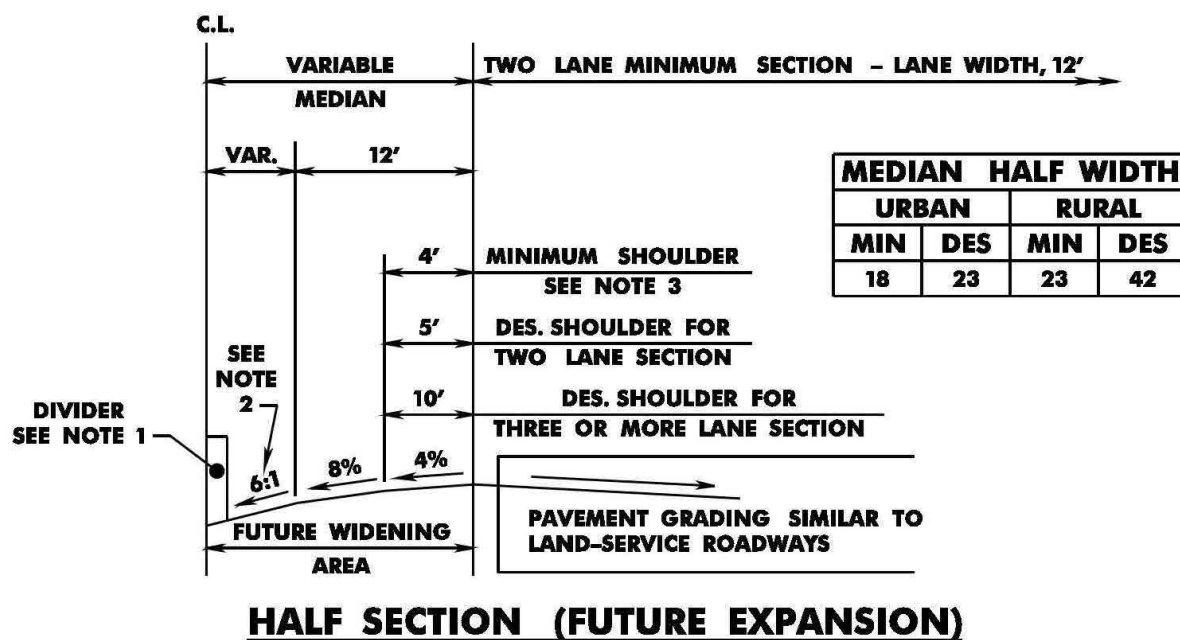 C.L.
VARIABLE
MEDIAN
TWO LANE MINIMUM SECTION – LANE WIDTH, 12'
VAR.
12'
MEDIAN HALF WIDTH
URBAN RURAL
MIN DES MIN DES
18 23 23 42
4'
MINIMUM SHOULDER
SEE NOTE 3
5'
DES. SHOULDER FOR
TWO LANE SECTION
SEE
NOTE
2
10'
DES. SHOULDER FOR
THREE OR MORE LANE SECTION
DIVIDER
SEE NOTE 1
6:1
8%
4%
PAVEMENT GRADING SIMILAR TO
LAND–SERVICE ROADWAYS
FUTURE WIDENING
AREA
HALF SECTION (FUTURE EXPANSION)